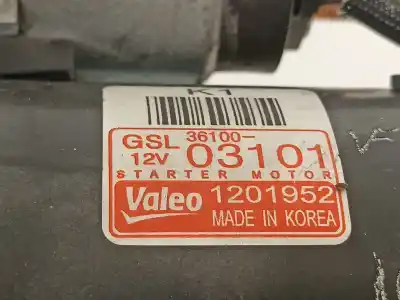 K1
GSL 36100-
12V 03101
STARTER MOTOR
Valeo 1201952
MADE IN KOREA